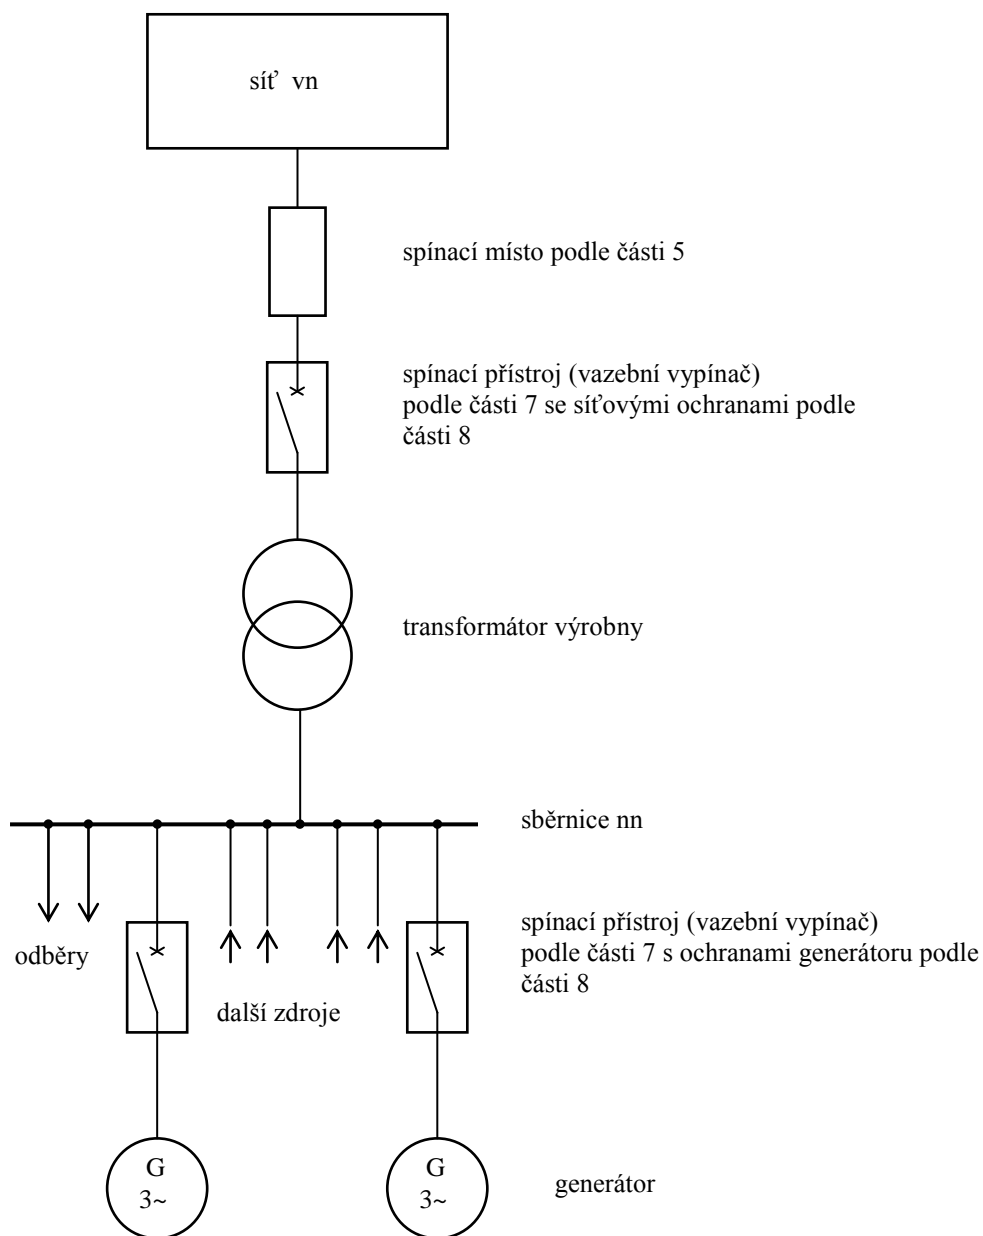 síť vn
spínací místo podle části 5
spínací přístroj (vazební vypínač)
podle části 7 se síťovými ochranami podle
části 8
transformátor výrobny
sběrnice nn
spínací přístroj (vazební vypínač)
podle části 7 s ochranami generátoru podle
části 8
odběry
další zdroje
G
3~
G
3~
generátor